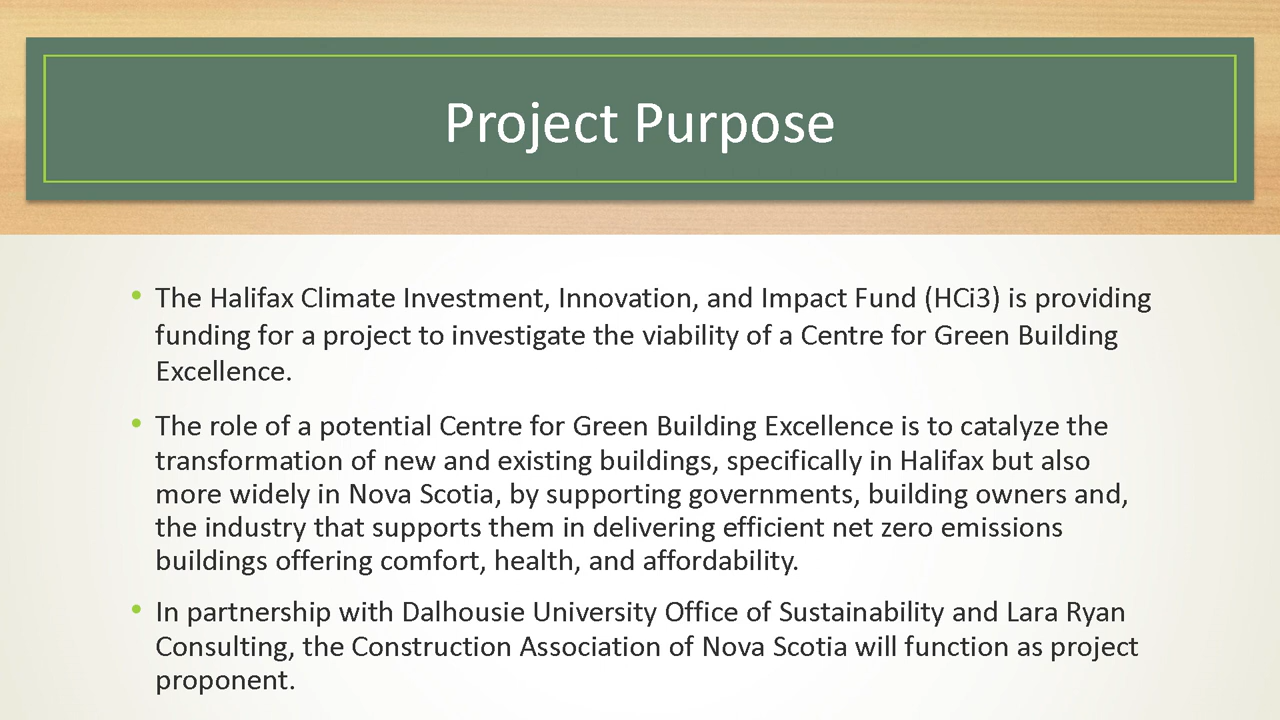 Project Purpose
• The Halifax Climate Investment, Innovation, and Impact Fund (HCi3) is providing
funding for a project to investigate the viability of a Centre for Green Building
Excellence.
• The role of a potential Centre for Green Building Excellence is to catalyze the
transformation of new and existing buildings, specifically in Halifax but also
more widely in Nova Scotia, by supporting governments, building owners and,
the industry that supports them in delivering efficient net zero emissions
buildings offering comfort, health, and affordability.
• In partnership with Dalhousie University Office of Sustainability and Lara Ryan
Consulting, the Construction Association of Nova Scotia will function as project
proponent.